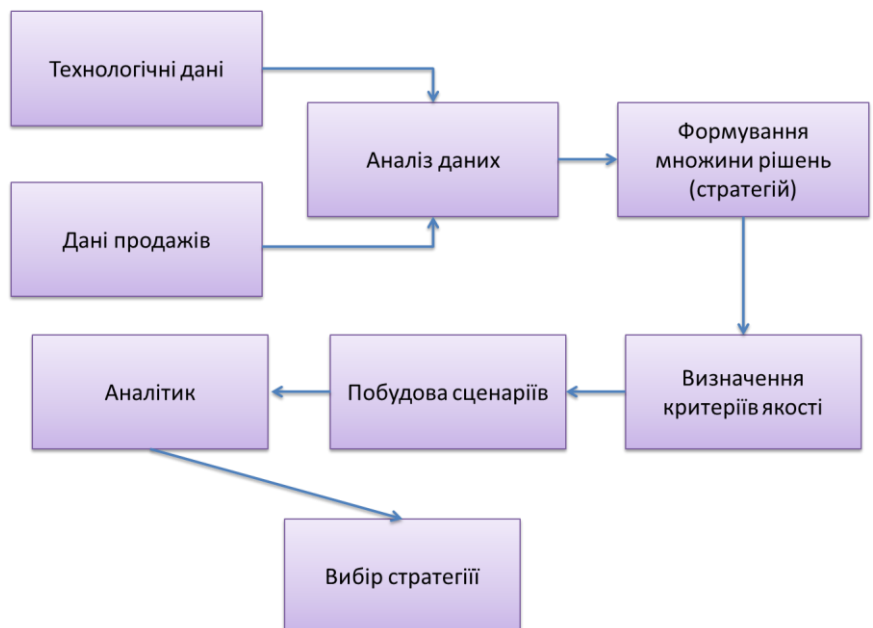 Технологічні дані
Аналіз даних
Формування
множини рішень
(стратегій)
Дані продажів
Аналітик
Побудова сценаріїв
Визначення
критеріїв якості
Вибір стратегіїї